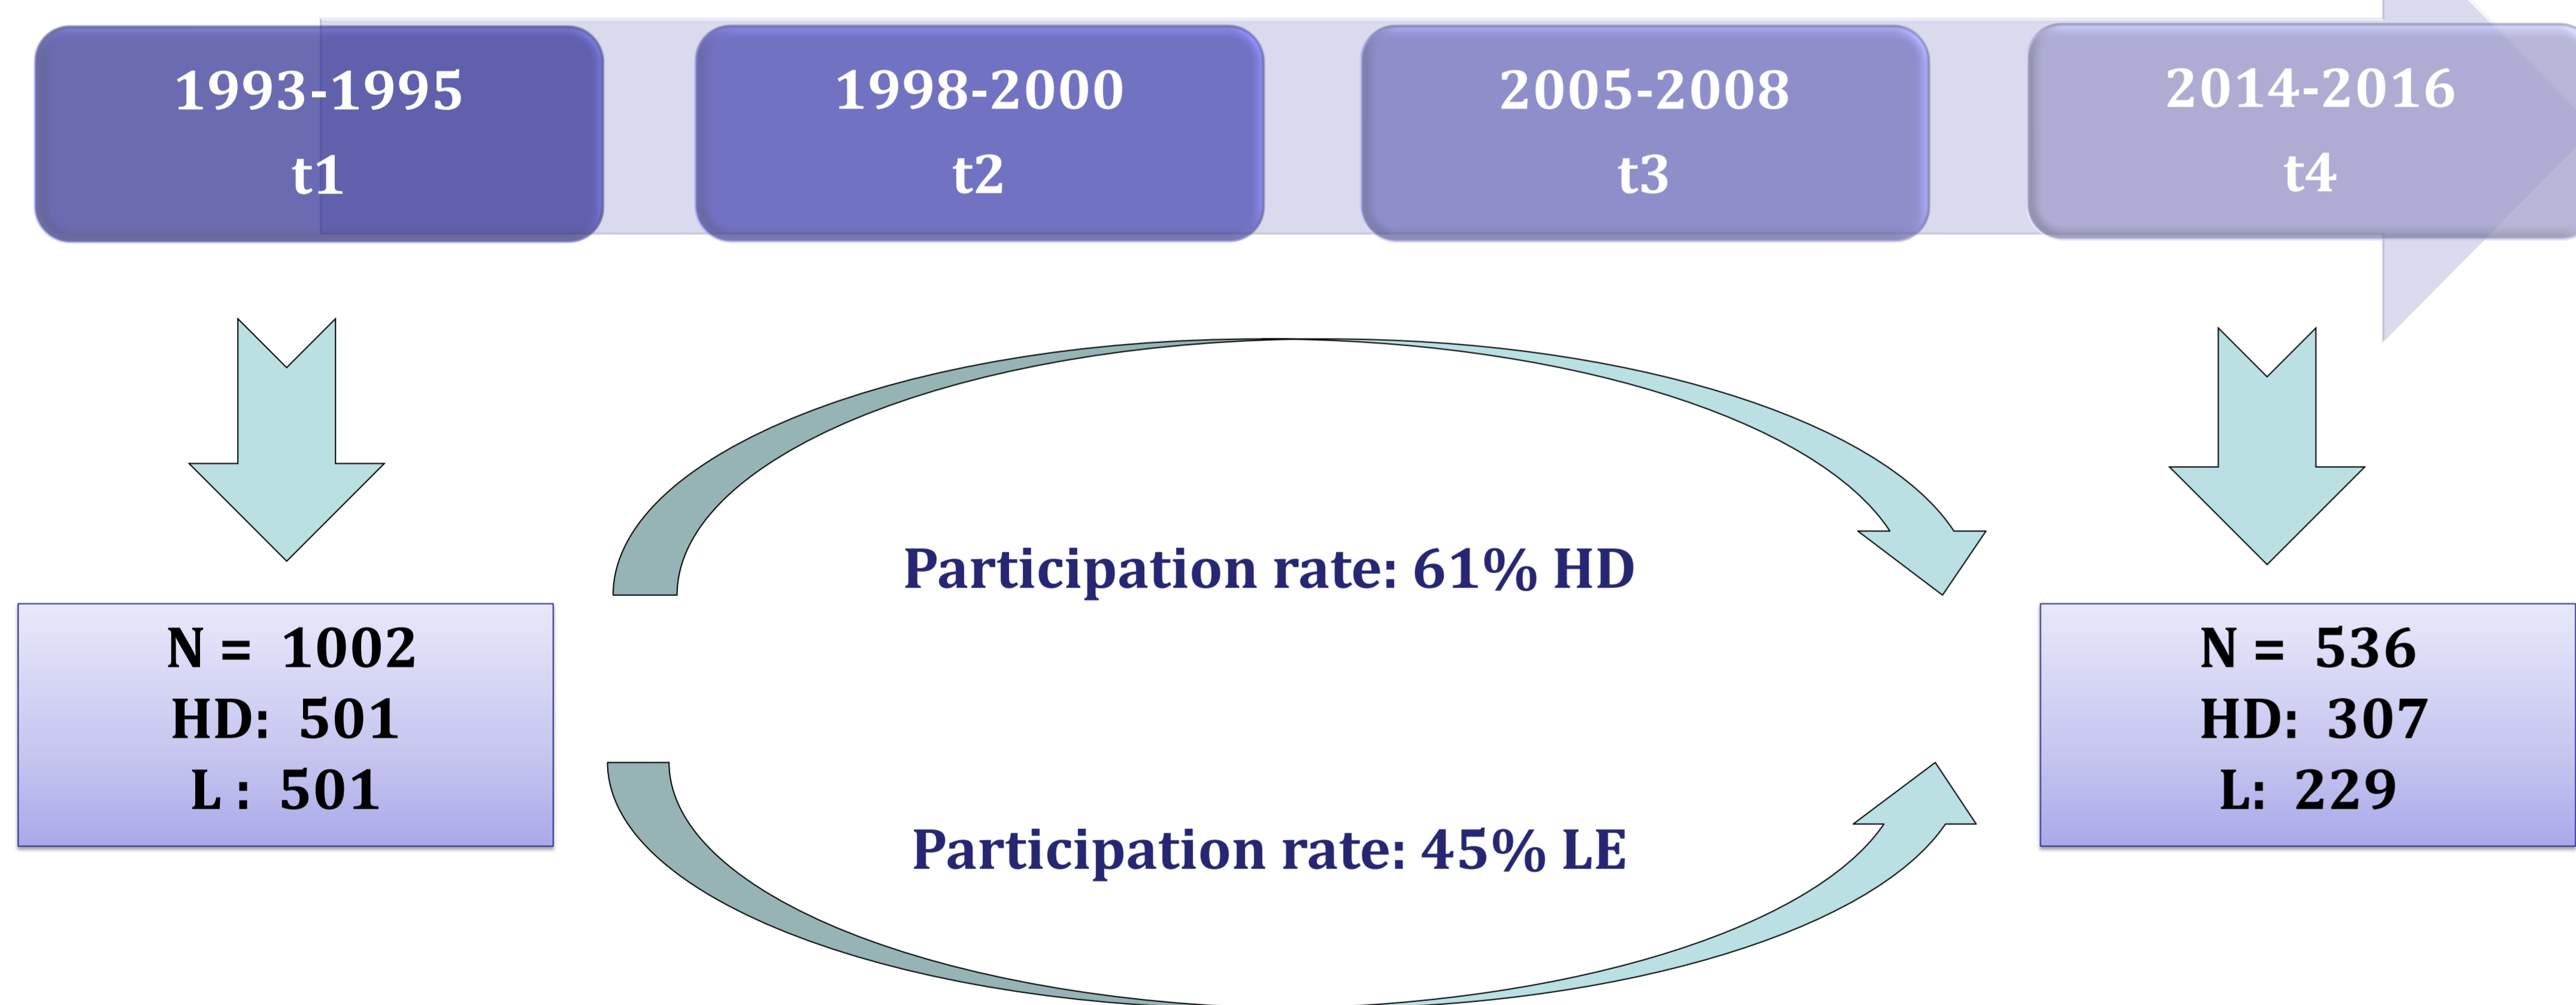 1993-1995
t1
1998-2000
t2
2005-2008
t3
2014-2016
t4
Participation rate: 61% HD
N = 1002
HD: 501
L : 501
N = 536
HD: 307
L: 229
Participation rate: 45% LE